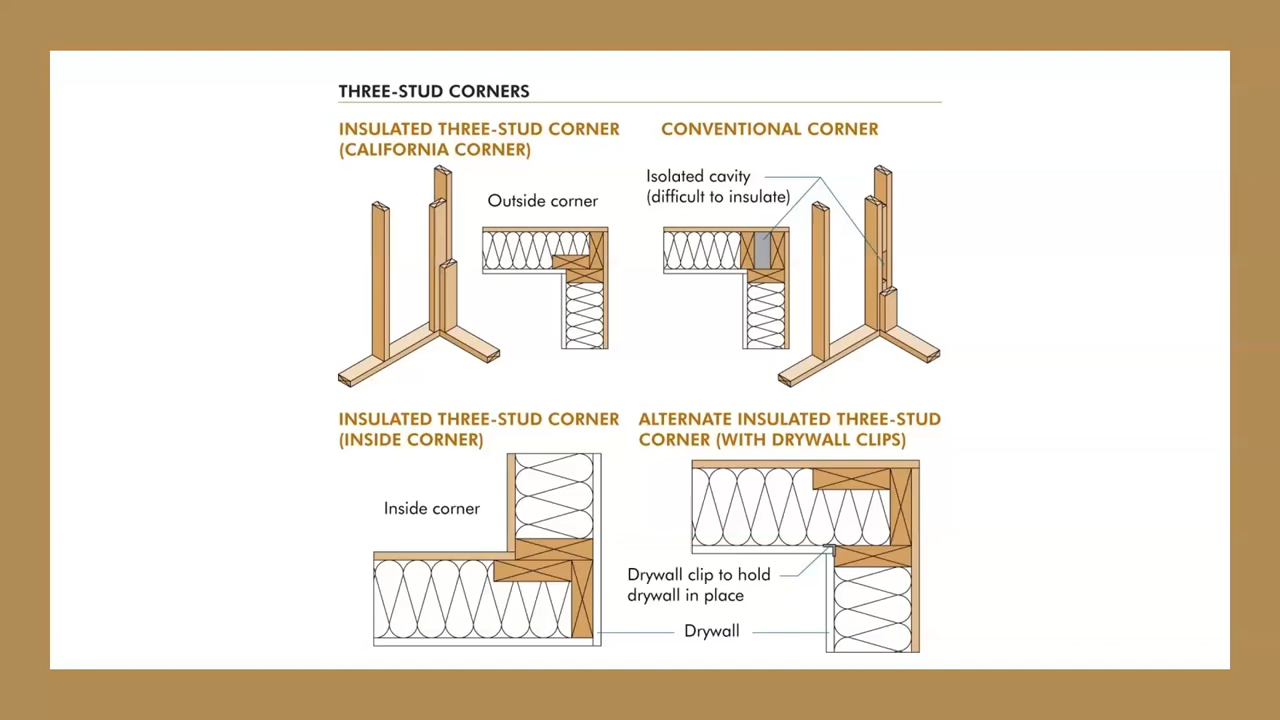 THREE-STUD CORNERS
INSULATED THREE-STUD CORNER
(CALIFORNIA CORNER)
CONVENTIONAL CORNER
Outside corner
Isolated cavity
(difficult to insulate)
INSULATED THREE-STUD CORNER
(INSIDE CORNER)
ALTERNATE INSULATED THREE-STUD
CORNER (WITH DRYWALL CLIPS)
Inside corner
Drywall clip to hold
drywall in place
Drywall